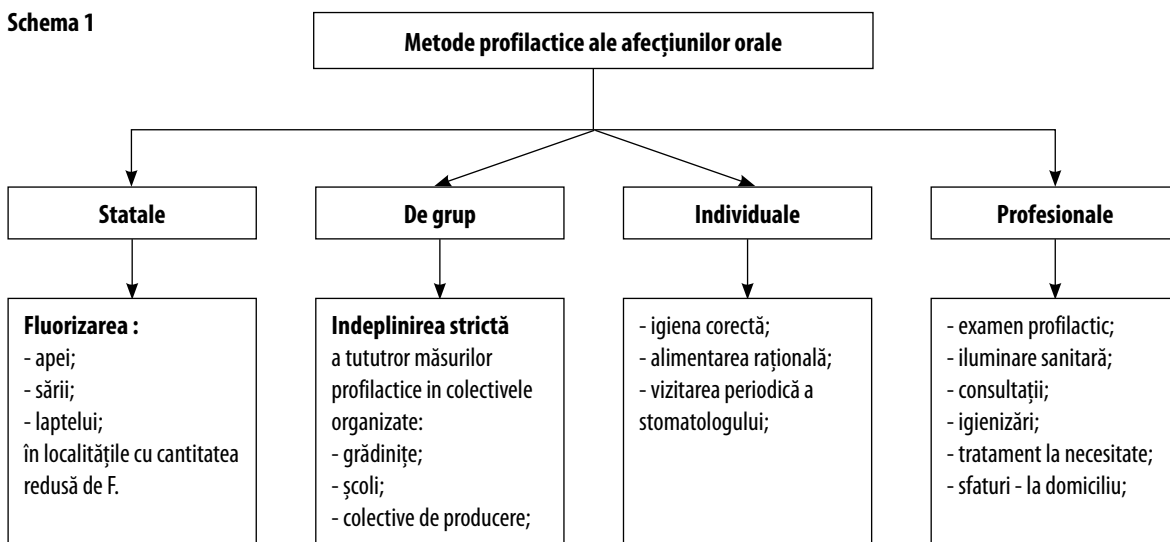 Schema 1
Metode profilactice ale afecțiunilor orale
Statale
De grup
Individuale
Profesionale
Fluorizarea :
- apei;
- sării;
- laptelui;
în localitățile cu cantitatea
redusă de F.
Indeplinirea strictă
a tututror măsurilor
profilactice in colectivele
organizate:
- grădinițe;
- școli;
- colective de producere;
- igiena corectă;
- alimentarea rațională;
- vizitarea periodică a
stomatologului;
- examen profilactic;
- iluminare sanitară;
- consultații;
- igienizări;
- tratament la necesitate;
- sfaturi - la domiciliu;